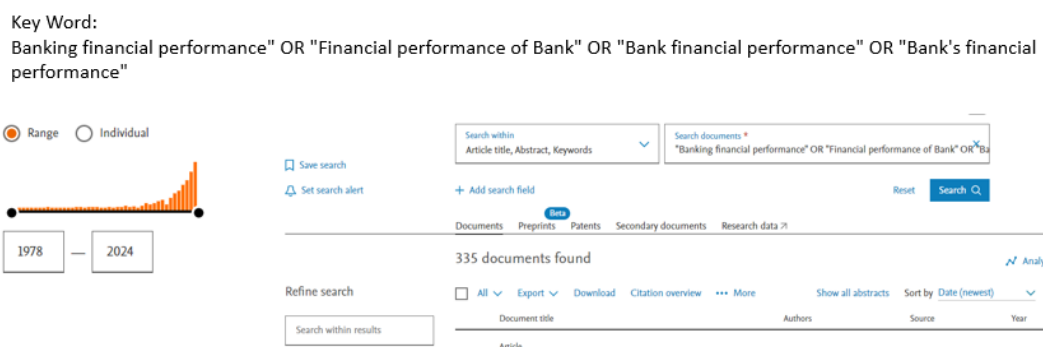 Key Word:
Banking financial performance" OR "Financial performance of Bank" OR "Bank financial performance" OR "Bank's financial
performance"
Range Individual
1978 — 2024
Save search
Set search alert
Refine search
Search within results
Search within
Article title, Abstract, Keywords
Search documents *
"Banking financial performance" OR "Financial performance of Bank" OR "Ba
+ Add search field
Reset Search
Beta
Documents Preprints Patents Secondary documents Research data
335 documents found
Analy
All Export Download Citation overview ••• More Show all abstracts Sort by Date (newest)
Document title Authors Source Year
Article